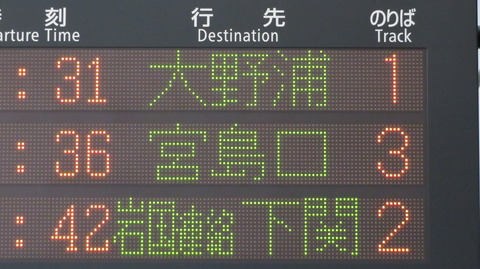 刻 行先 のりば
arture Time Destination Track
:31 大野浦 1
:36 宮島口 3
:42 岩国連絡 下関 2